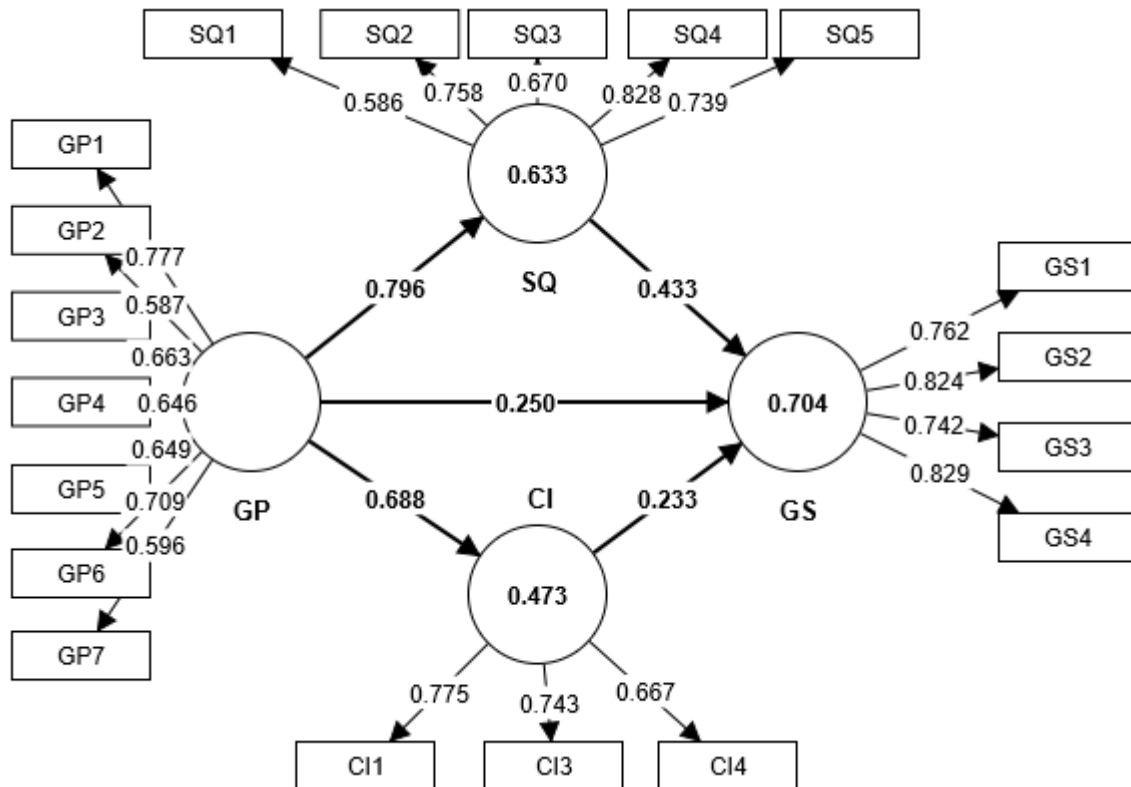 SQ1 SQ2 SQ3 SQ4 SQ5
0.586 0.758 0.670 0.828 0.739
GP1
GP2
GP3
GP4
GP5
GP6
GP7
0.777
0.587
0.663
0.646
0.649
0.709
0.596
GP
0.633
SQ
0.796
0.433
0.250
0.688
0.233
CI
0.473
0.704
GS
0.762
0.824
0.742
0.829
GS1
GS2
GS3
GS4
0.775 0.743 0.667
CI1 CI3 CI4